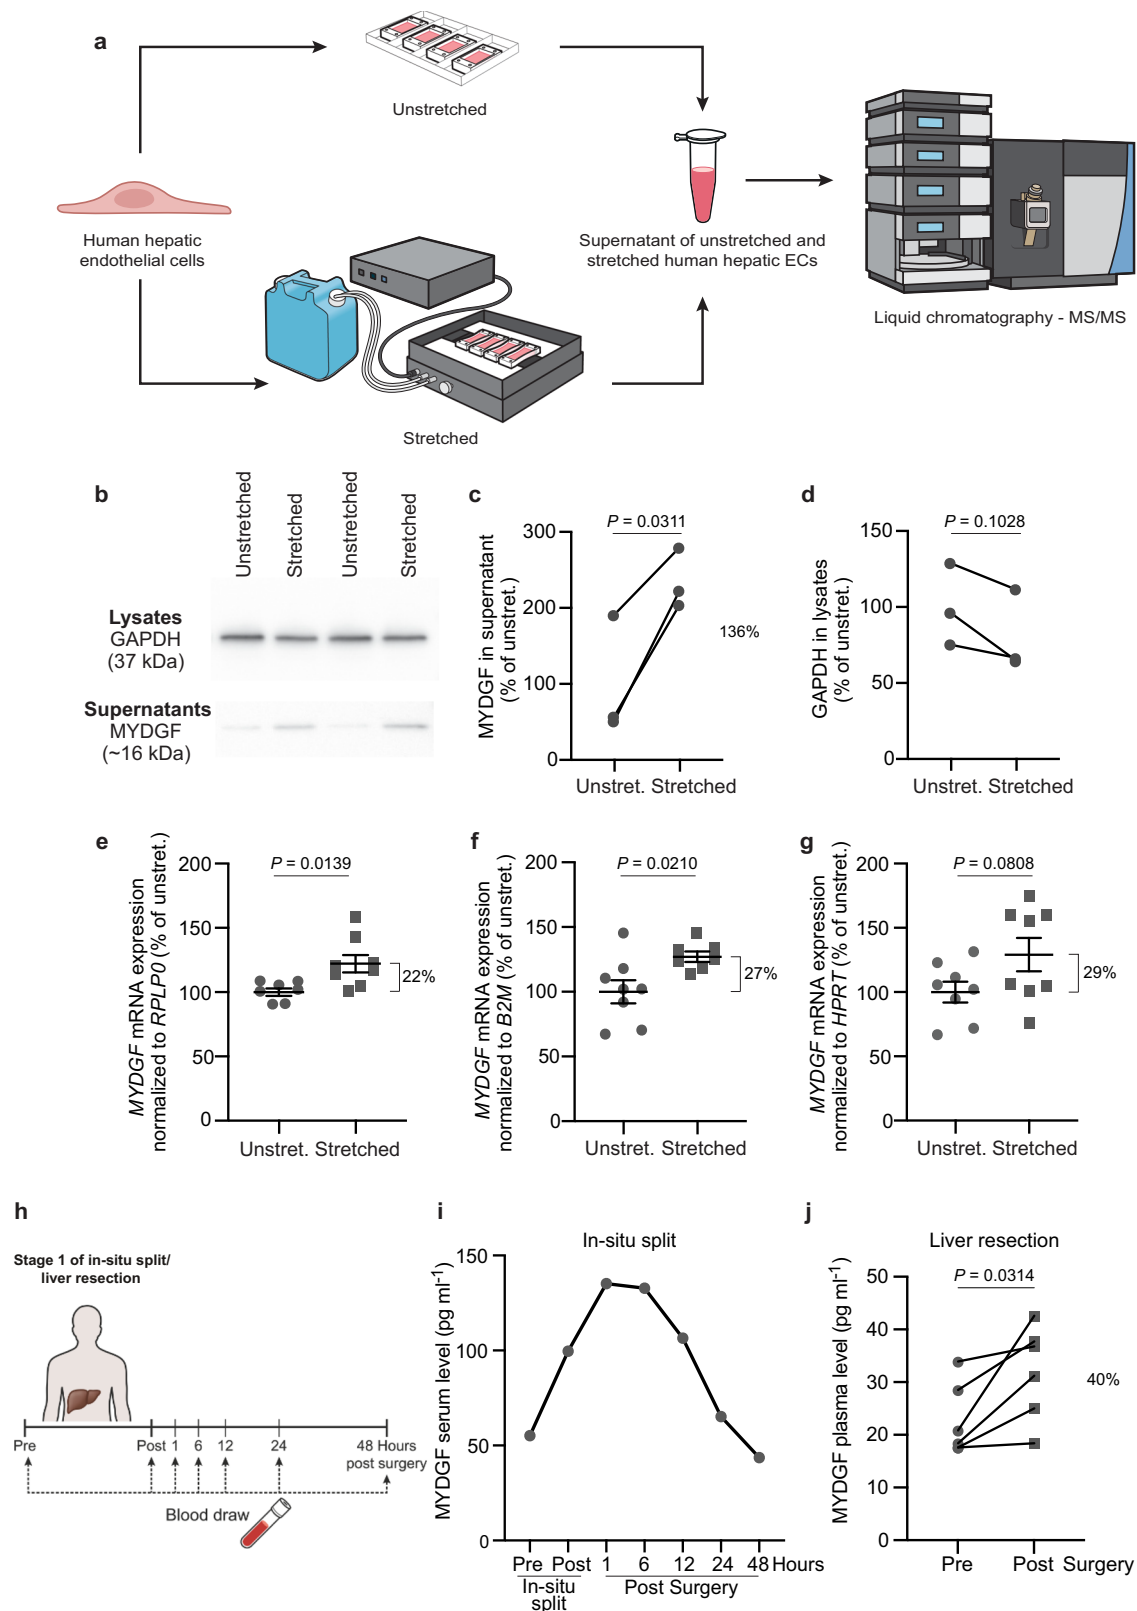 a
Unstretched
Human hepatic
endothelial cells
Supernatant of unstretched and
stretched human hepatic ECs
Liquid chromatography - MS/MS
Stretched
b
Unstretched
Stretched
Unstretched
Stretched
Lysates
GAPDH
(37 kDa)
Supernatants
MYDGF
(~16 kDa)
c
MYDGF in supernatant
(% of unstret.)
300
200
100
0
P = 0.0311
136%
Unstret. Stretched
d
GAPDH in lysates
(% of unstret.)
150
100
50
0
P = 0.1028
Unstret. Stretched
e
MYDGF mRNA expression
normalized to RPLP0 (% of unstret.)
200
150
100
50
0
P = 0.0139
22%
Unstret. Stretched
f
MYDGF mRNA expression
normalized to B2M (% of unstret.)
200
150
100
50
0
P = 0.0210
27%
Unstret. Stretched
g
MYDGF mRNA expression
normalized to HPRT (% of unstret.)
200
150
100
50
0
P = 0.0808
29%
Unstret. Stretched
h
Stage 1 of in-situ split/
liver resection
Pre Post 1 6 12 24 48 Hours
post surgery
Blood draw
i
In-situ split
MYDGF serum level (pg ml⁻¹)
150
100
50
0
Pre Post 1 6 12 24 48 Hours
In-situ
split
Post Surgery
j
Liver resection
MYDGF plasma level (pg ml⁻¹)
50
40
30
20
10
0
P = 0.0314
40%
Pre Post Surgery